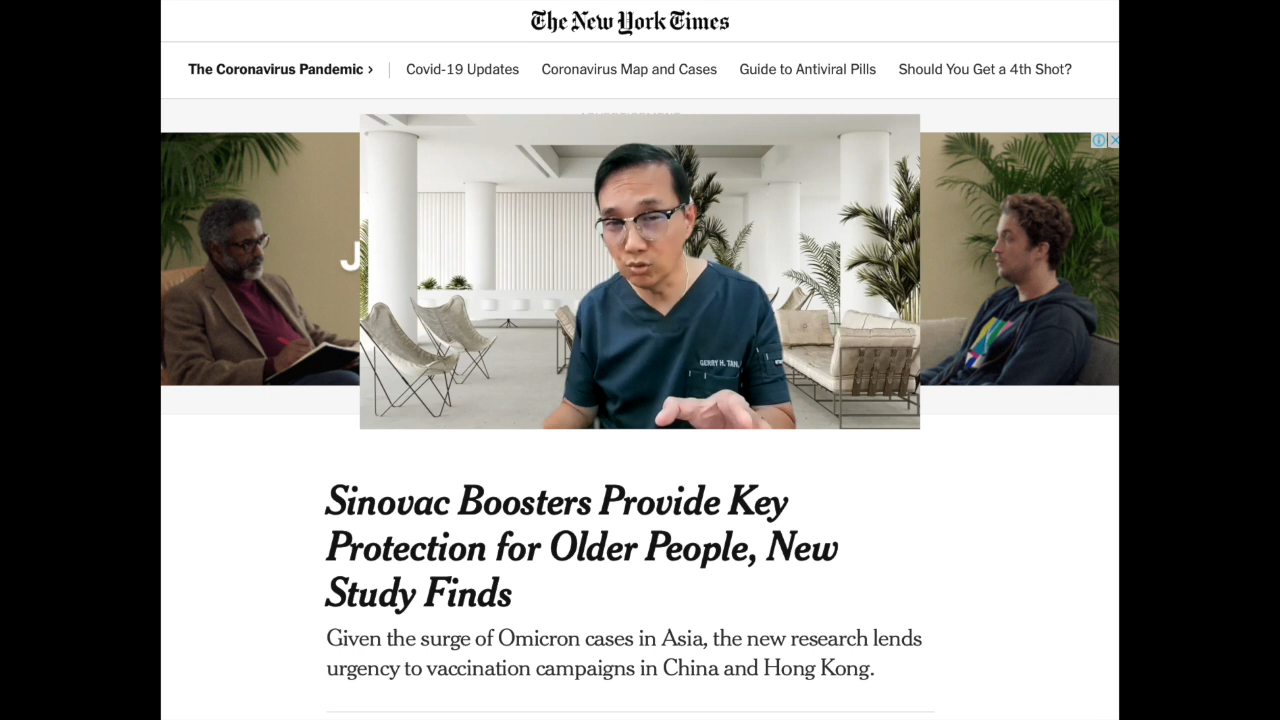 The New York Times
The Coronavirus Pandemic › Covid-19 Updates Coronavirus Map and Cases Guide to Antiviral Pills Should You Get a 4th Shot?
J
GERRY H. TAN,
Sinovac Boosters Provide Key
Protection for Older People, New
Study Finds
Given the surge of Omicron cases in Asia, the new research lends
urgency to vaccination campaigns in China and Hong Kong.